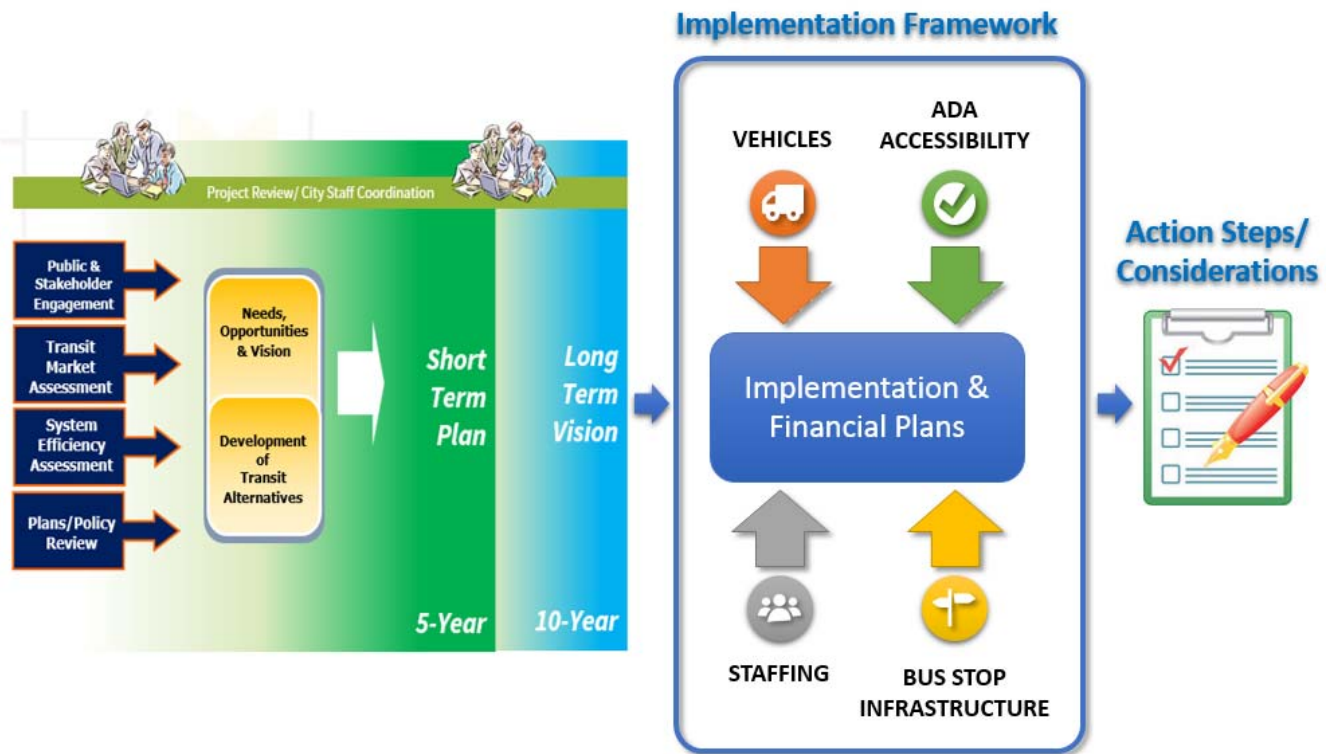 Implementation Framework
Project Review/ City Staff Coordination
Public &
Stakeholder
Engagement
Transit
Market
Assessment
System
Efficiency
Assessment
Plans/Policy
Review
Needs,
Opportunities
& Vision
Development
of
Transit
Alternatives
Short
Term
Plan
5-Year
Long
Term
Vision
10-Year
VEHICLES
ADA
ACCESSIBILITY
Implementation &
Financial Plans
STAFFING
BUS STOP
INFRASTRUCTURE
Action Steps/
Considerations